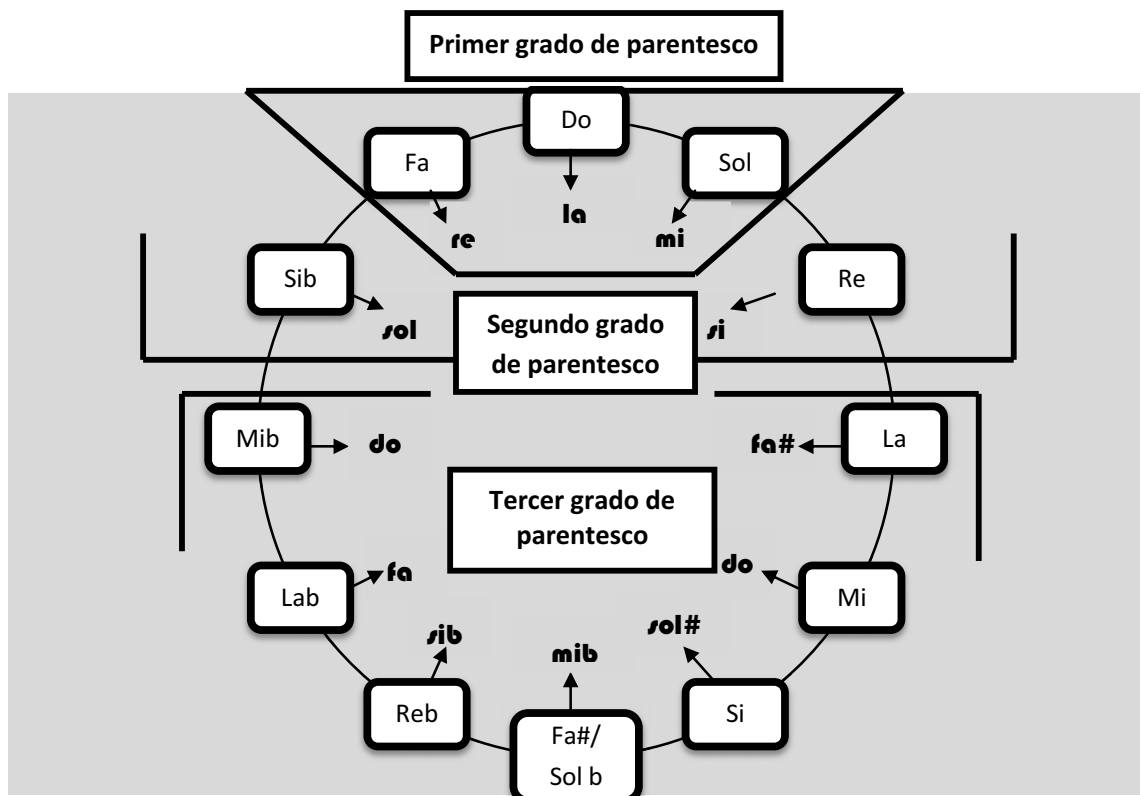 Primer grado de parentesco
Do
Fa
Sol
la
re
mi
Sib
Re
sol
Segundo grado
de parentesco
si
Mib
do
fa#
La
Tercer grado de
parentesco
Lab
fa
do
Mi
sib
mib
sol#
Reb
Fa#/
Sol b
Si